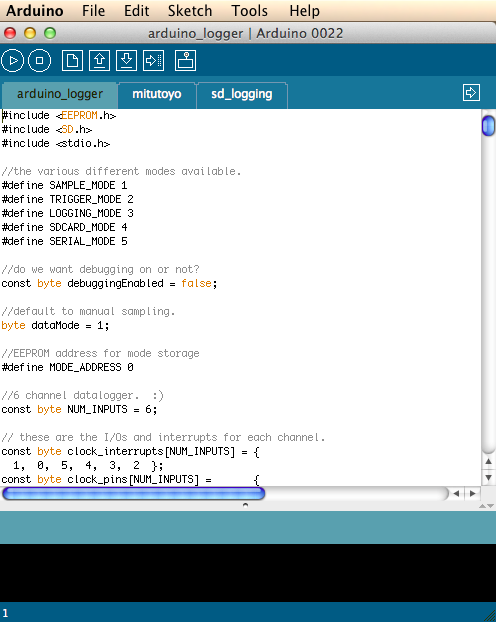 Arduino File Edit Sketch Tools Help
arduino_logger | Arduino 0022
arduino_logger mitutoyo sd_logging
#include <EEPROM.h>
#include <SD.h>
#include <stdio.h>
//the various different modes available.
#define SAMPLE_MODE 1
#define TRIGGER_MODE 2
#define LOGGING_MODE 3
#define SDCARD_MODE 4
#define SERIAL_MODE 5
//do we want debugging on or not?
const byte debuggingEnabled = false;
//default to manual sampling.
byte dataMode = 1;
//EEPROM address for mode storage
#define MODE_ADDRESS 0
//6 channel datalogger.  :)
const byte NUM_INPUTS = 6;
// these are the I/Os and interrupts for each channel.
const byte clock_interrupts[NUM_INPUTS] = {
  1,  0,  5,  4,  3,  2  };
const byte clock_pins[NUM_INPUTS] =      {
1